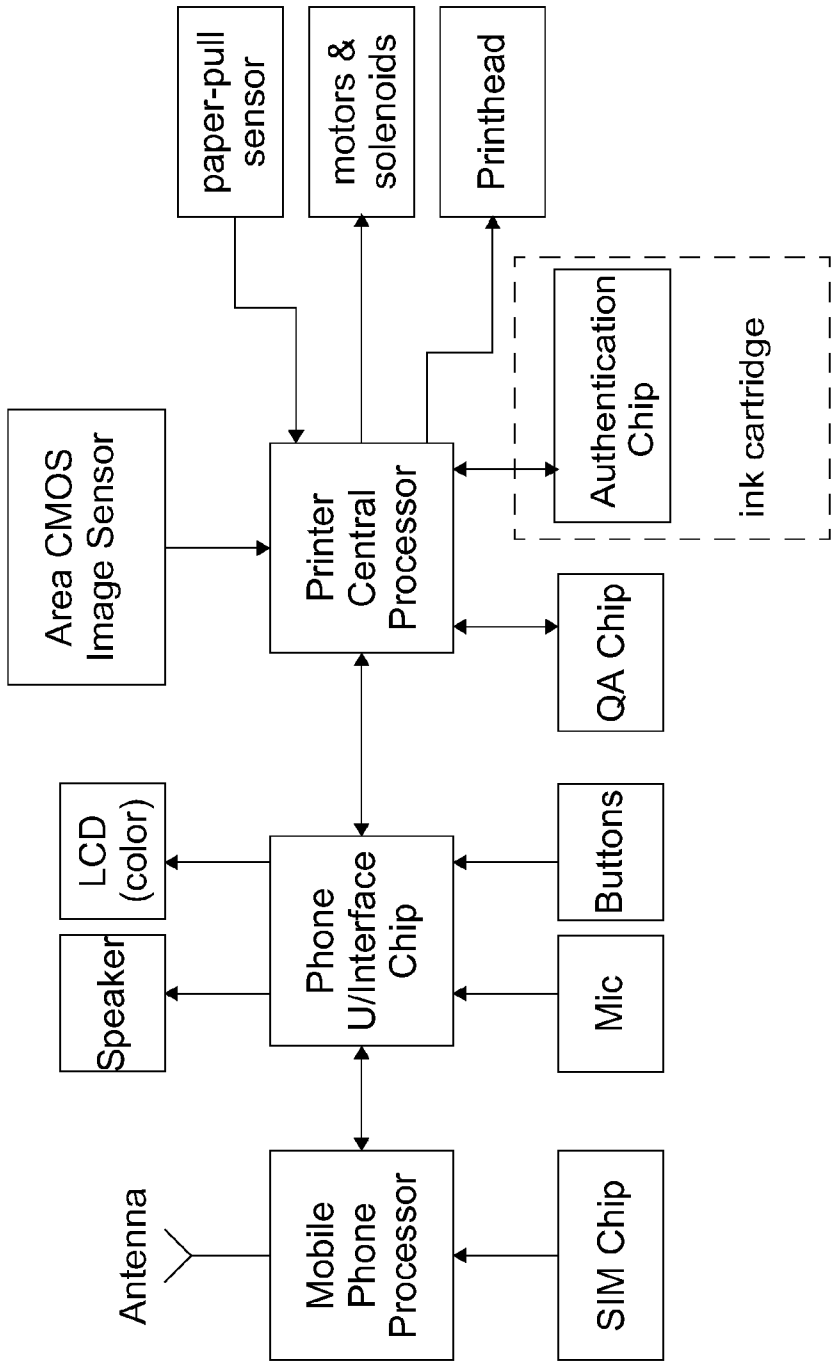 Antenna
Mobile
Phone
Processor
SIM Chip
Speaker
LCD
(color)
Phone
U/Interface
Chip
Mic
Buttons
Area CMOS
Image Sensor
Printer
Central
Processor
QA Chip
Authentication
Chip
ink cartridge
paper-pull
sensor
motors &
solenoids
Printhead